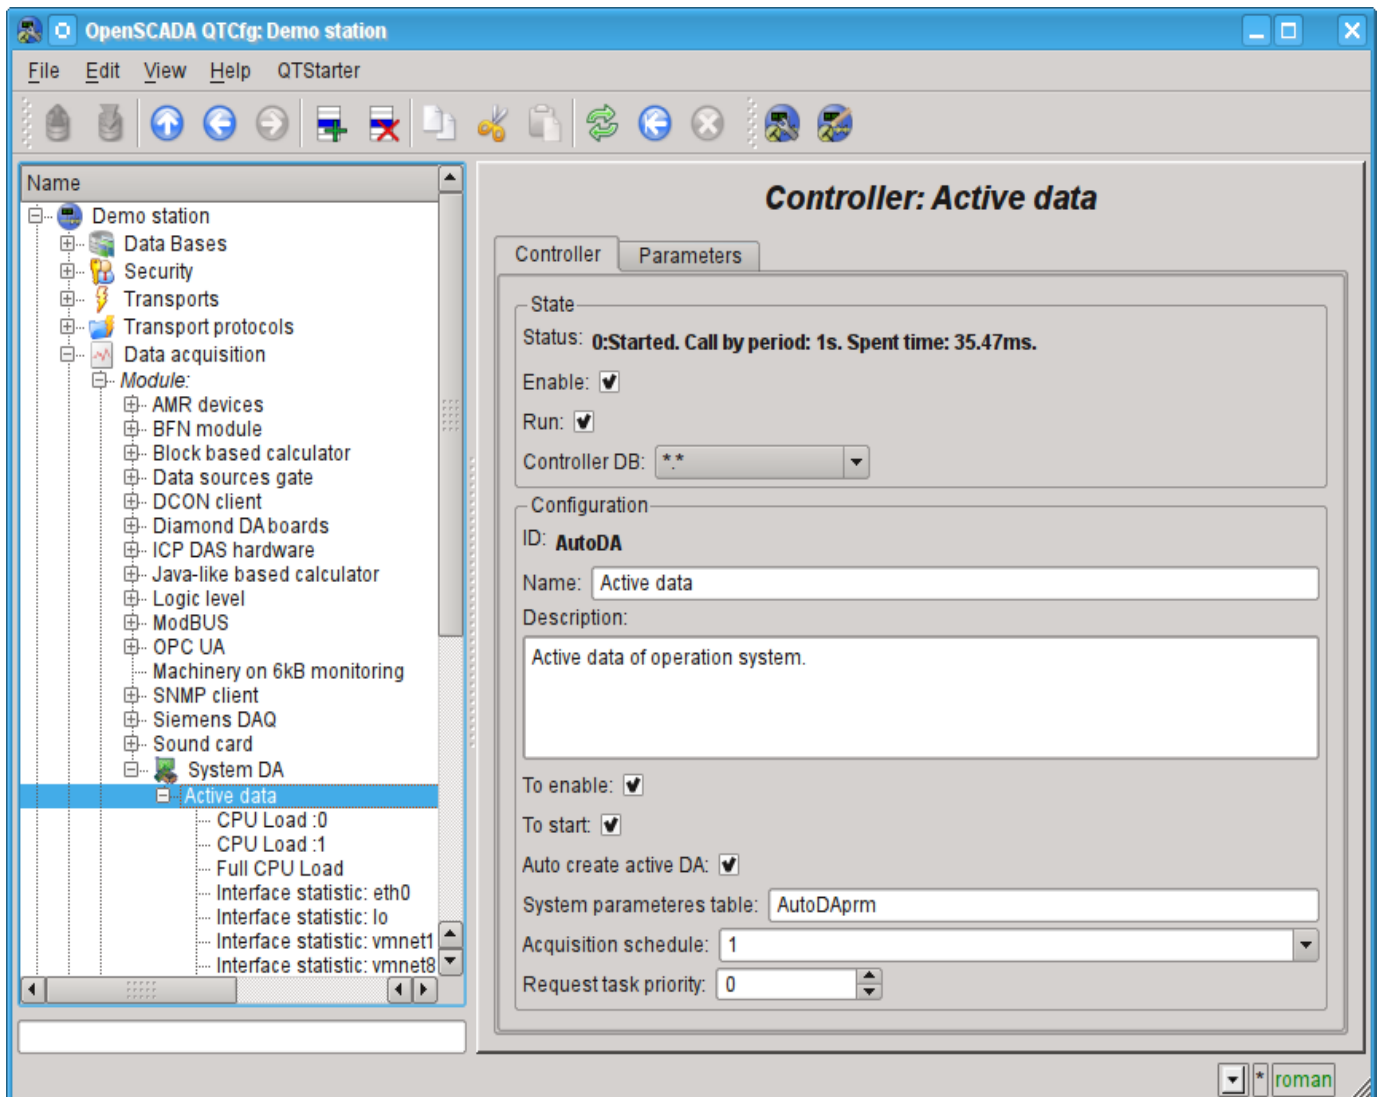 OpenSCADA QTCfg: Demo station
File Edit View Help QTStarter
Name
Demo station
Data Bases
Security
Transports
Transport protocols
Data acquisition
Module:
AMR devices
BFN module
Block based calculator
Data sources gate
DCON client
Diamond DA boards
ICP DAS hardware
Java-like based calculator
Logic level
ModBUS
OPC UA
Machinery on 6kB monitoring
SNMP client
Siemens DAQ
Sound card
System DA
Active data
CPU Load :0
CPU Load :1
Full CPU Load
Interface statistic: eth0
Interface statistic: lo
Interface statistic: vmnet1
Interface statistic: vmnet8
Controller: Active data
Controller Parameters
State
Status: 0:Started. Call by period: 1s. Spent time: 35.47ms.
Enable:
Run:
Controller DB: *.*
Configuration
ID: AutoDA
Name: Active data
Description:
Active data of operation system.
To enable:
To start:
Auto create active DA:
System parameteres table: AutoDAprm
Acquisition schedule: 1
Request task priority: 0
* roman